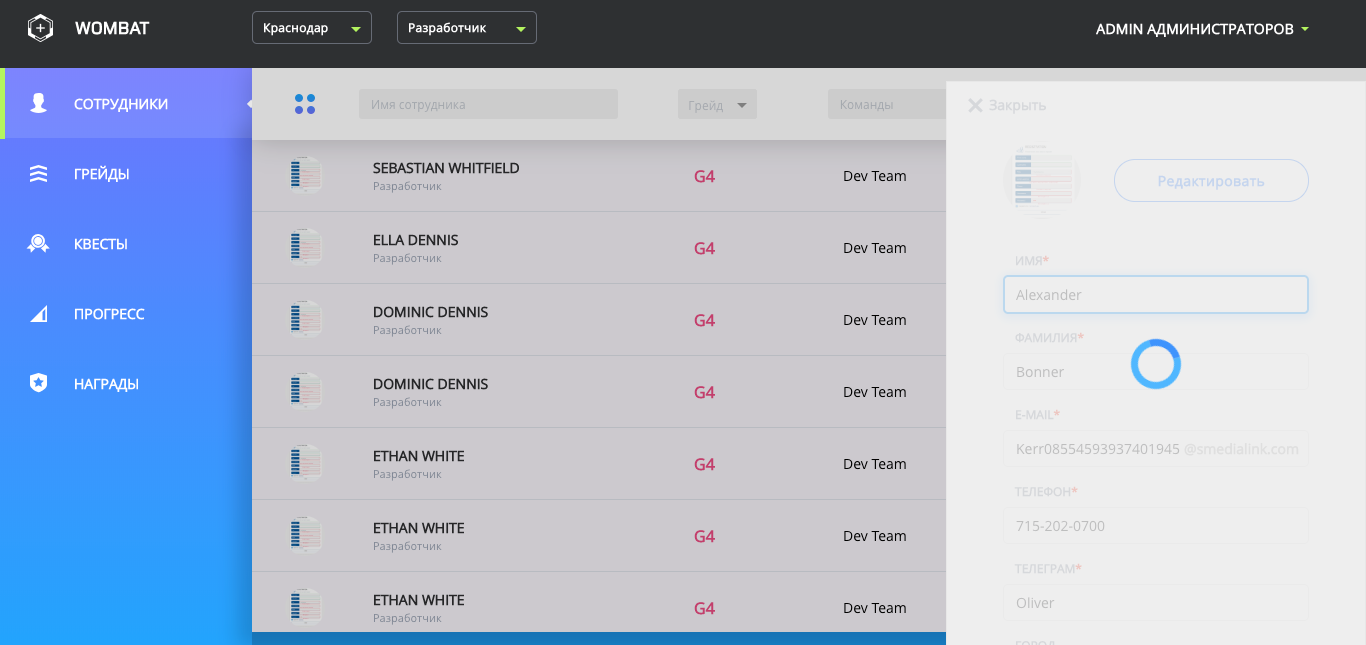 WOMBAT
Краснодар
Разработчик
ADMIN АДМИНИСТРАТОРОВ
СОТРУДНИКИ
ГРЕЙДЫ
КВЕСТЫ
ПРОГРЕСС
НАГРАДЫ
Имя сотрудника
Грейд
Команды
SEBASTIAN WHITFIELD
Разработчик
G4
Dev Team
ELLA DENNIS
Разработчик
G4
Dev Team
DOMINIC DENNIS
Разработчик
G4
Dev Team
DOMINIC DENNIS
Разработчик
G4
Dev Team
ETHAN WHITE
Разработчик
G4
Dev Team
ETHAN WHITE
Разработчик
G4
Dev Team
ETHAN WHITE
Разработчик
G4
Dev Team
Закрыть
Редактировать
ИМЯ*
Alexander
ФАМИЛИЯ*
Bonner
E-MAIL*
Kerr08554593937401945 @smedialink.com
ТЕЛЕФОН*
715-202-0700
ТЕЛЕГРАМ*
Oliver
ГОРОД